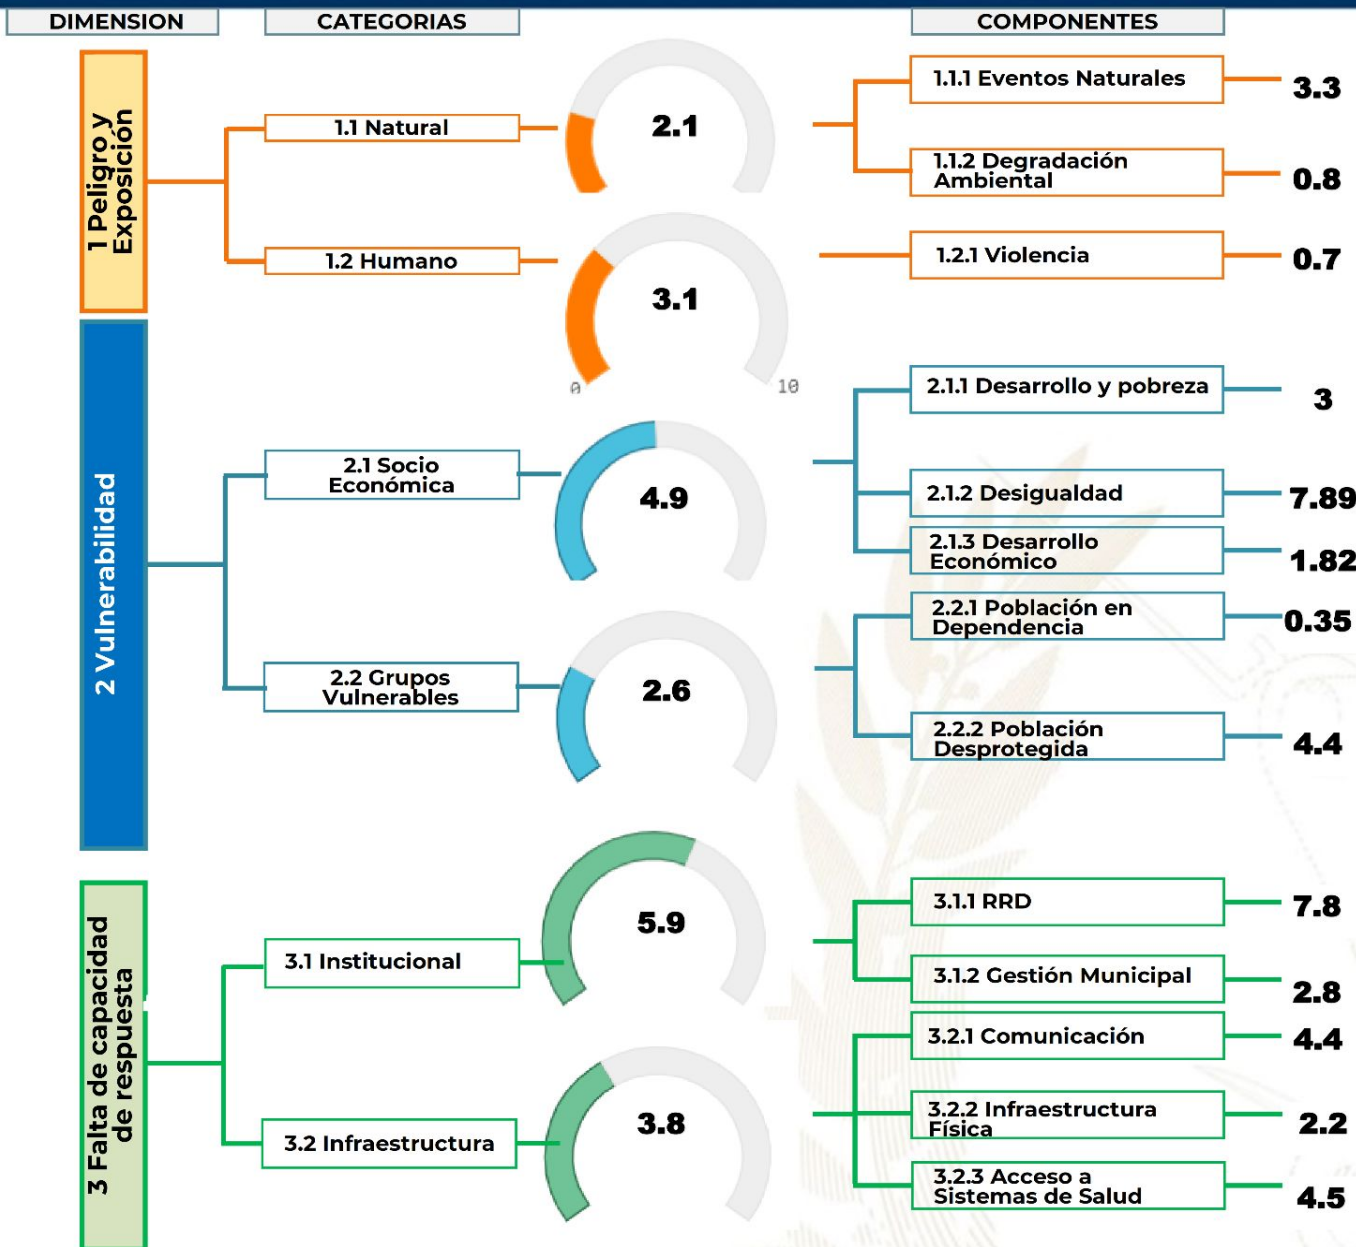 DIMENSION
CATEGORIAS
COMPONENTES
1 Peligro y
Exposición
1.1 Natural
2.1
1.1.1 Eventos Naturales
3.3
1.1.2 Degradación
Ambiental
0.8
1.2 Humano
3.1
0
10
1.2.1 Violencia
0.7
2 Vulnerabilidad
2.1 Socio
Económica
4.9
2.1.1 Desarrollo y pobreza
3
2.1.2 Desigualdad
7.89
2.1.3 Desarrollo
Económico
1.82
2.2 Grupos
Vulnerables
2.6
2.2.1 Población en
Dependencia
0.35
2.2.2 Población
Desprotegida
4.4
3 Falta de capacidad
de respuesta
3.1 Institucional
5.9
3.1.1 RRD
7.8
3.1.2 Gestión Municipal
2.8
3.2 Infraestructura
3.8
3.2.1 Comunicación
4.4
3.2.2 Infraestructura
Física
2.2
3.2.3 Acceso a
Sistemas de Salud
4.5